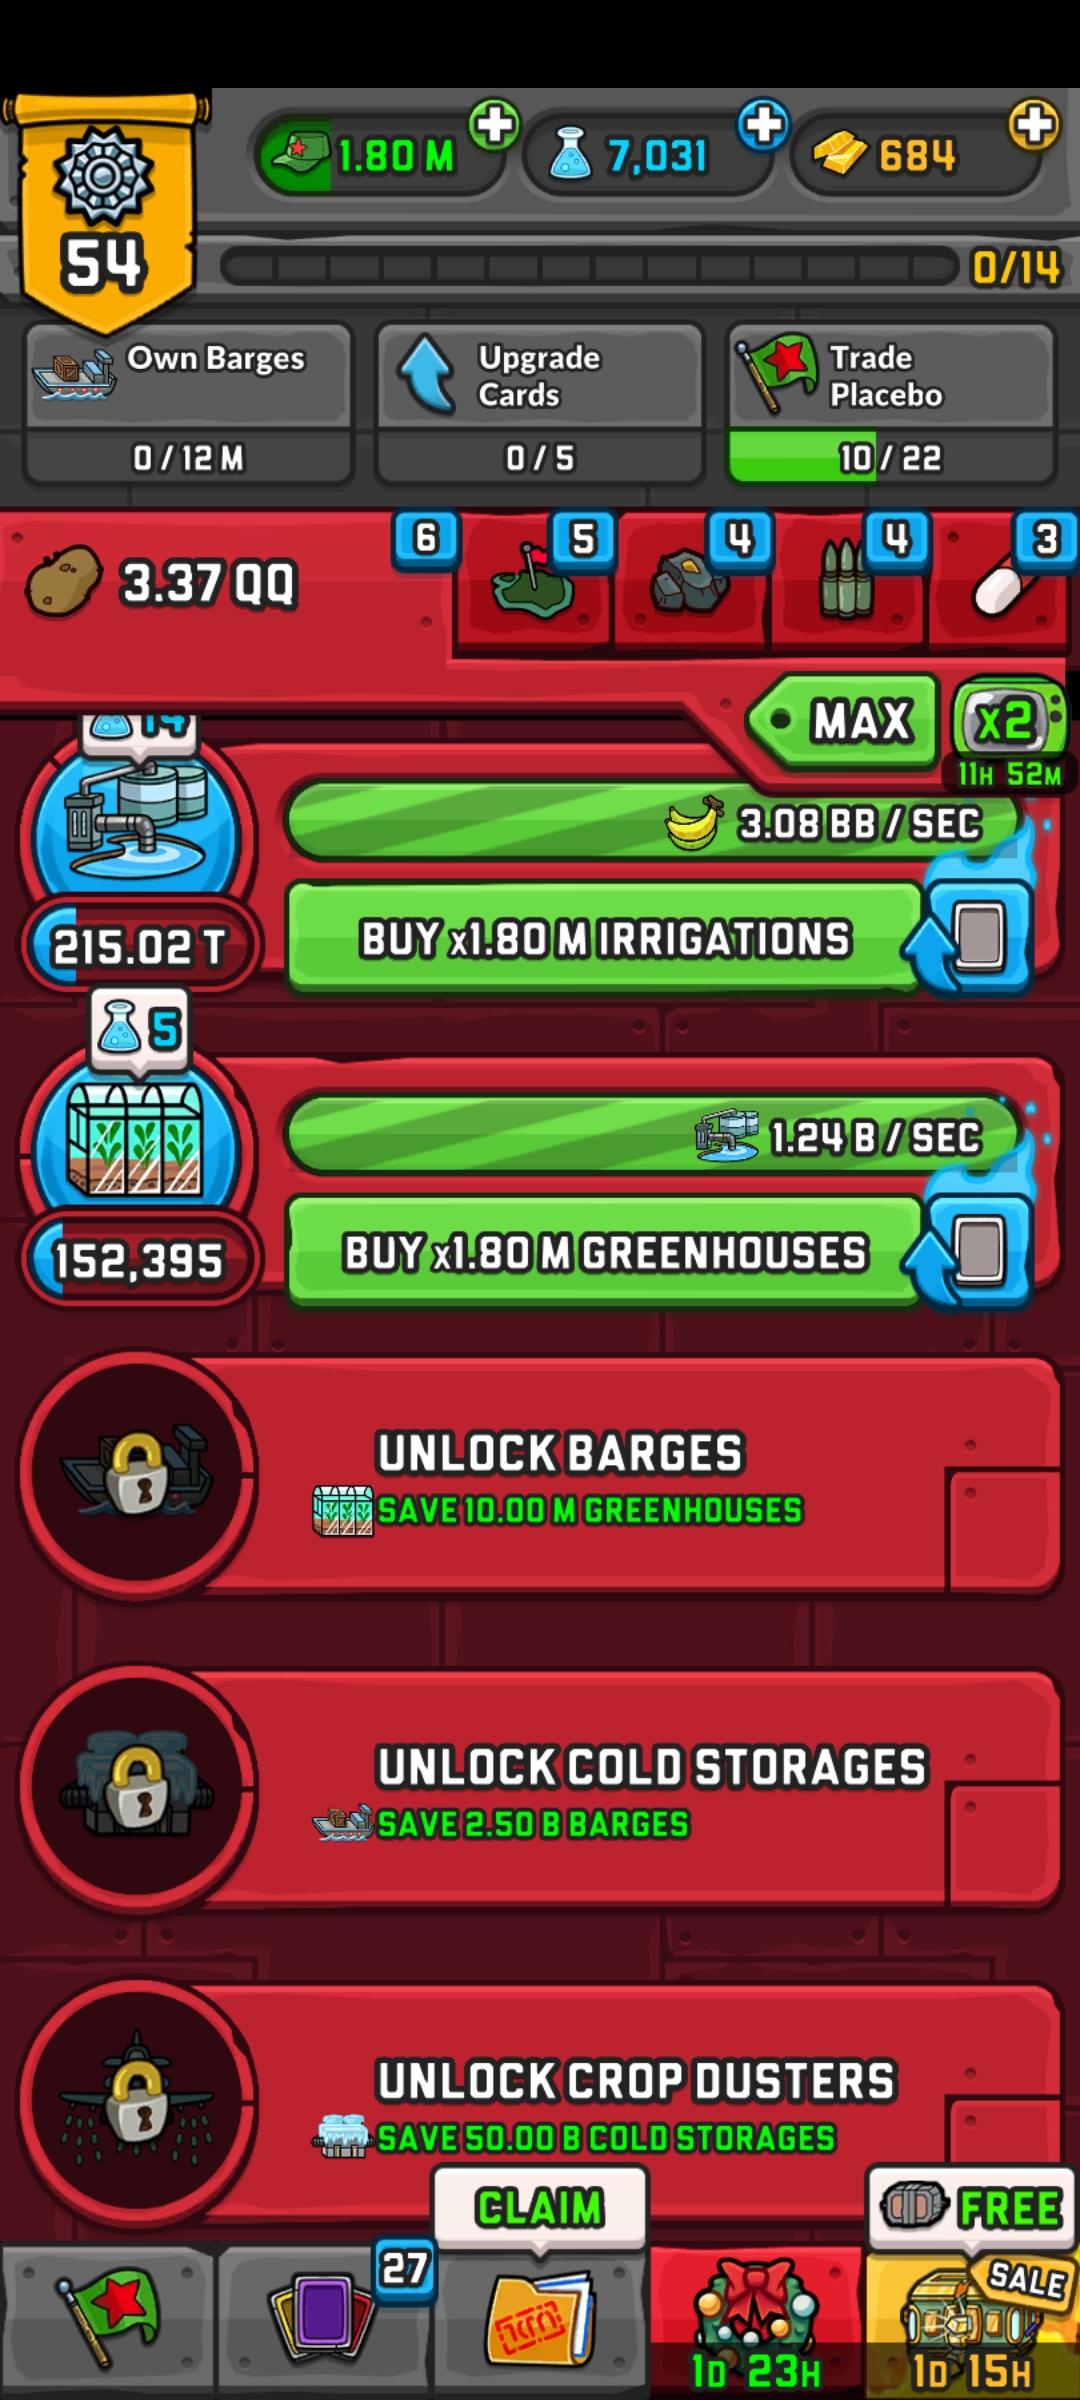 1.80 M
7,031
684
54
0/14
Own Barges
0 / 12 M
Upgrade
Cards
0 / 5
Trade
Placebo
10 / 22
3.37 QQ
6
5
4
4
3
MAX
x2
11H 52M
14
3.08 BB / SEC
215.02 T
BUY x1.80 M IRRIGATIONS
5
1.24 B / SEC
152,395
BUY x1.80 M GREENHOUSES
UNLOCK BARGES
SAVE 10.00 M GREENHOUSES
UNLOCK COLD STORAGES
SAVE 2.50 B BARGES
UNLOCK CROP DUSTERS
SAVE 50.00 B COLD STORAGES
CLAIM
FREE
27
SALE
1D 23H
1D 15H